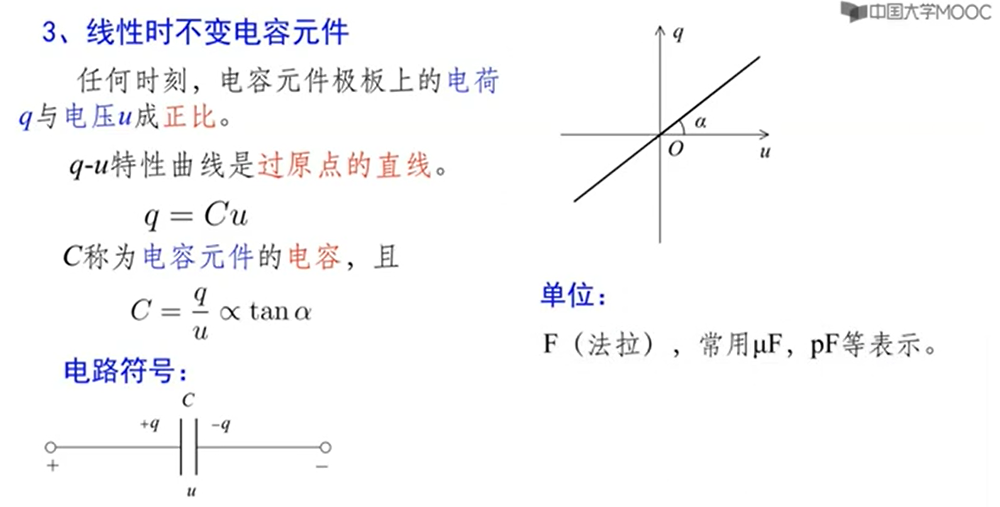 中国大学MOOC
3、线性时不变电容元件
任何时刻，电容元件极板上的电荷
q与电压u成正比。
q-u特性曲线是过原点的直线。
q = Cu
C称为电容元件的电容，且
C = q/u ∝ tan α
电路符号：
C
+q
−q
+
−
u
q
α
O
u
单位：
F（法拉），常用μF，pF等表示。